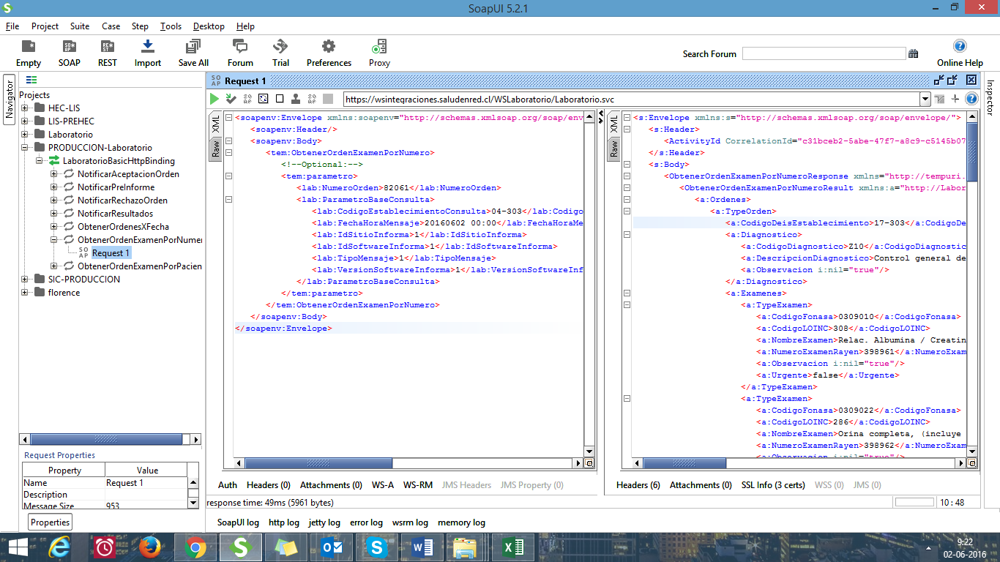 SoapUI 5.2.1
File Project Suite Case Step Tools Desktop Help
Empty SOAP REST Import Save All Forum Trial Preferences Proxy
Search Forum
Online Help
Navigator
Projects
HEC-LIS
LIS-PREHEC
Laboratorio
PRODUCCION-Laboratorio
LaboratorioBasicHttpBinding
NotificarAceptacionOrden
NotificarPreInforme
NotificarRechazoOrden
NotificarResultados
ObtenerOrdenesXFecha
ObtenerOrdenExamenPorNumer
Request 1
ObtenerOrdenExamenPorPacien
SIC-PRODUCCION
florence
Request Properties
Property Value
Name Request 1
Description
Message Size 953
Properties
Request 1
https://wsintegraciones.saludenred.cl/WSLaboratorio/Laboratorio.svc
XML
Raw
<soapenv:Envelope xmlns:soapenv="http://schemas.xmlsoap.org/soap/env
<soapenv:Header/>
<soapenv:Body>
<tem:ObtenerOrdenExamenPorNumero>
<!--Optional:-->
<tem:parametro>
<lab:NumeroOrden>82061</lab:NumeroOrden>
<lab:ParametroBaseConsulta>
<lab:CodigoEstablecimientoConsulta>04-303</lab:Codigo
<lab:FechaHoraMensaje>20160602 00:00</lab:FechaHoraMe
<lab:IdSitioInforma>1</lab:IdSitioInforma>
<lab:IdSoftwareInforma>1</lab:IdSoftwareInforma>
<lab:TipoMensaje>1</lab:TipoMensaje>
<lab:VersionSoftwareInforma>1</lab:VersionSoftwareInf
</lab:ParametroBaseConsulta>
</tem:parametro>
</tem:ObtenerOrdenExamenPorNumero>
</soapenv:Body>
</soapenv:Envelope>
Auth Headers (0) Attachments (0) WS-A WS-RM JMS Headers JMS Property (0)
XML
Raw
<s:Envelope xmlns:s="http://schemas.xmlsoap.org/soap/envelope/">
<s:Header>
<ActivityId CorrelationId="c31bceb2-5abe-47f7-a8c9-c5145b07
</s:Header>
<s:Body>
<ObtenerOrdenExamenPorNumeroResponse xmlns="http://tempuri.
<ObtenerOrdenExamenPorNumeroResult xmlns:a="http://Labor
<a:Ordenes>
<a:TypeOrden>
<a:CodigoDeisEstablecimiento>17-303</a:CodigoDe
<a:Diagnostico>
<a:CodigoDiagnostico>Z10</a:CodigoDiagnostic
<a:DescripcionDiagnostico>Control general de
<a:Observacion i:nil="true"/>
</a:Diagnostico>
<a:Examenes>
<a:TypeExamen>
<a:CodigoFonasa>0309010</a:CodigoFonasa>
<a:CodigoLOINC>308</a:CodigoLOINC>
<a:NombreExamen>Relac. Albumina / Creatin
<a:NumeroExamenRayen>398961</a:NumeroExam
<a:Observacion i:nil="true"/>
<a:Urgente>false</a:Urgente>
</a:TypeExamen>
<a:TypeExamen>
<a:CodigoFonasa>0309022</a:CodigoFonasa>
<a:CodigoLOINC>286</a:CodigoLOINC>
<a:NombreExamen>Orina completa, (incluye
<a:NumeroExamenRayen>398962</a:NumeroExam
<a:Observacion i:nil="true"/>
Headers (6) Attachments (0) SSL Info (3 certs) WSS (0) JMS (0)
Inspector
response time: 49ms (5961 bytes)
10 : 48
SoapUI log http log jetty log error log wsrm log memory log
9:22
02-06-2016